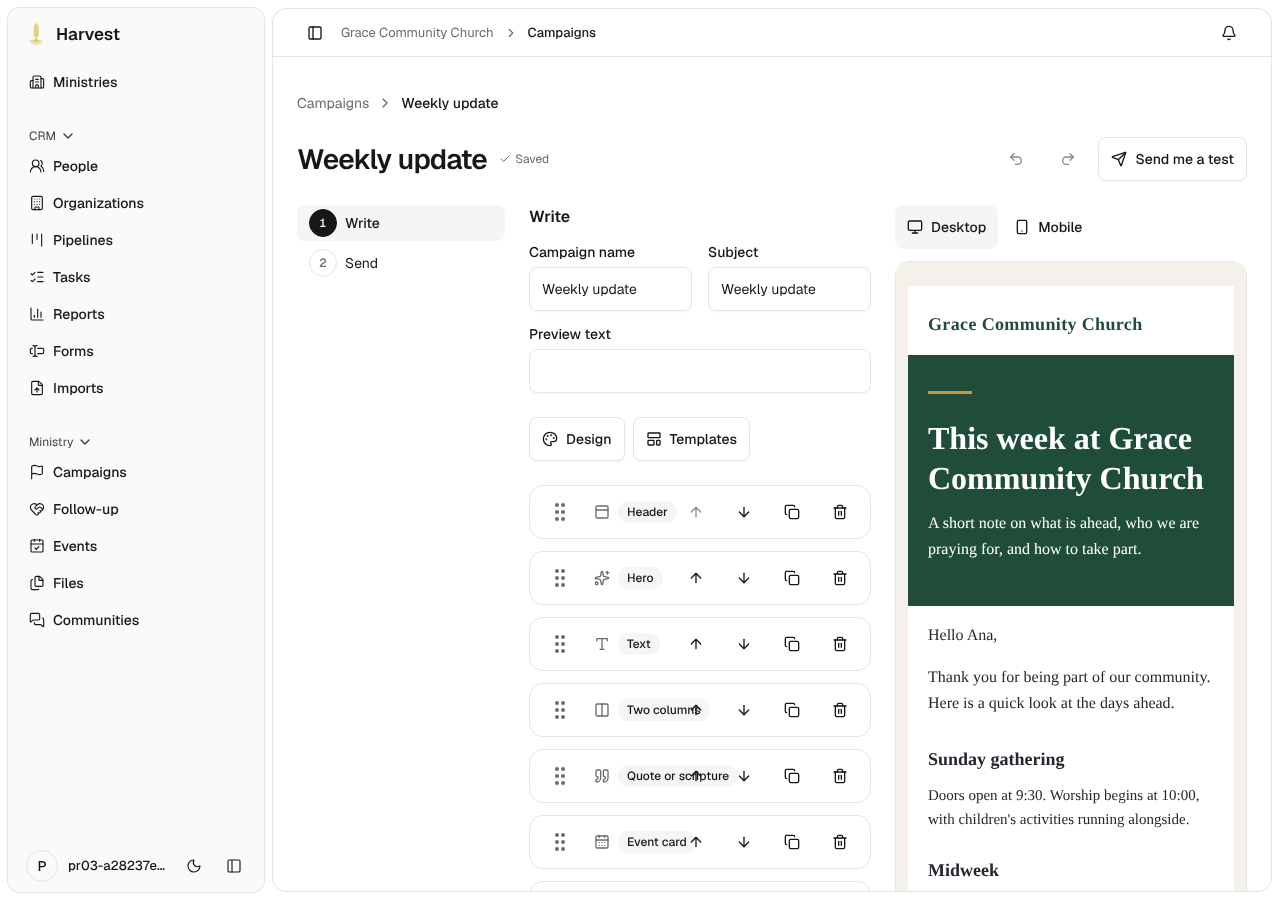 Harvest
Ministries
CRM
People
Organizations
Pipelines
Tasks
Reports
Forms
Imports
Ministry
Campaigns
Follow-up
Events
Files
Communities
P
pr03-a28237e…
Grace Community Church
Campaigns
Campaigns
Weekly update
Weekly update
Saved
Send me a test
1 Write
2 Send
Write
Campaign name
Subject
Weekly update
Weekly update
Preview text
Design
Templates
Header
Hero
Text
Two columns
Quote or scripture
Event card
Desktop
Mobile
Grace Community Church
This week at Grace
Community Church
A short note on what is ahead, who we are
praying for, and how to take part.
Hello Ana,
Thank you for being part of our community.
Here is a quick look at the days ahead.
Sunday gathering
Doors open at 9:30. Worship begins at 10:00,
with children's activities running alongside.
Midweek